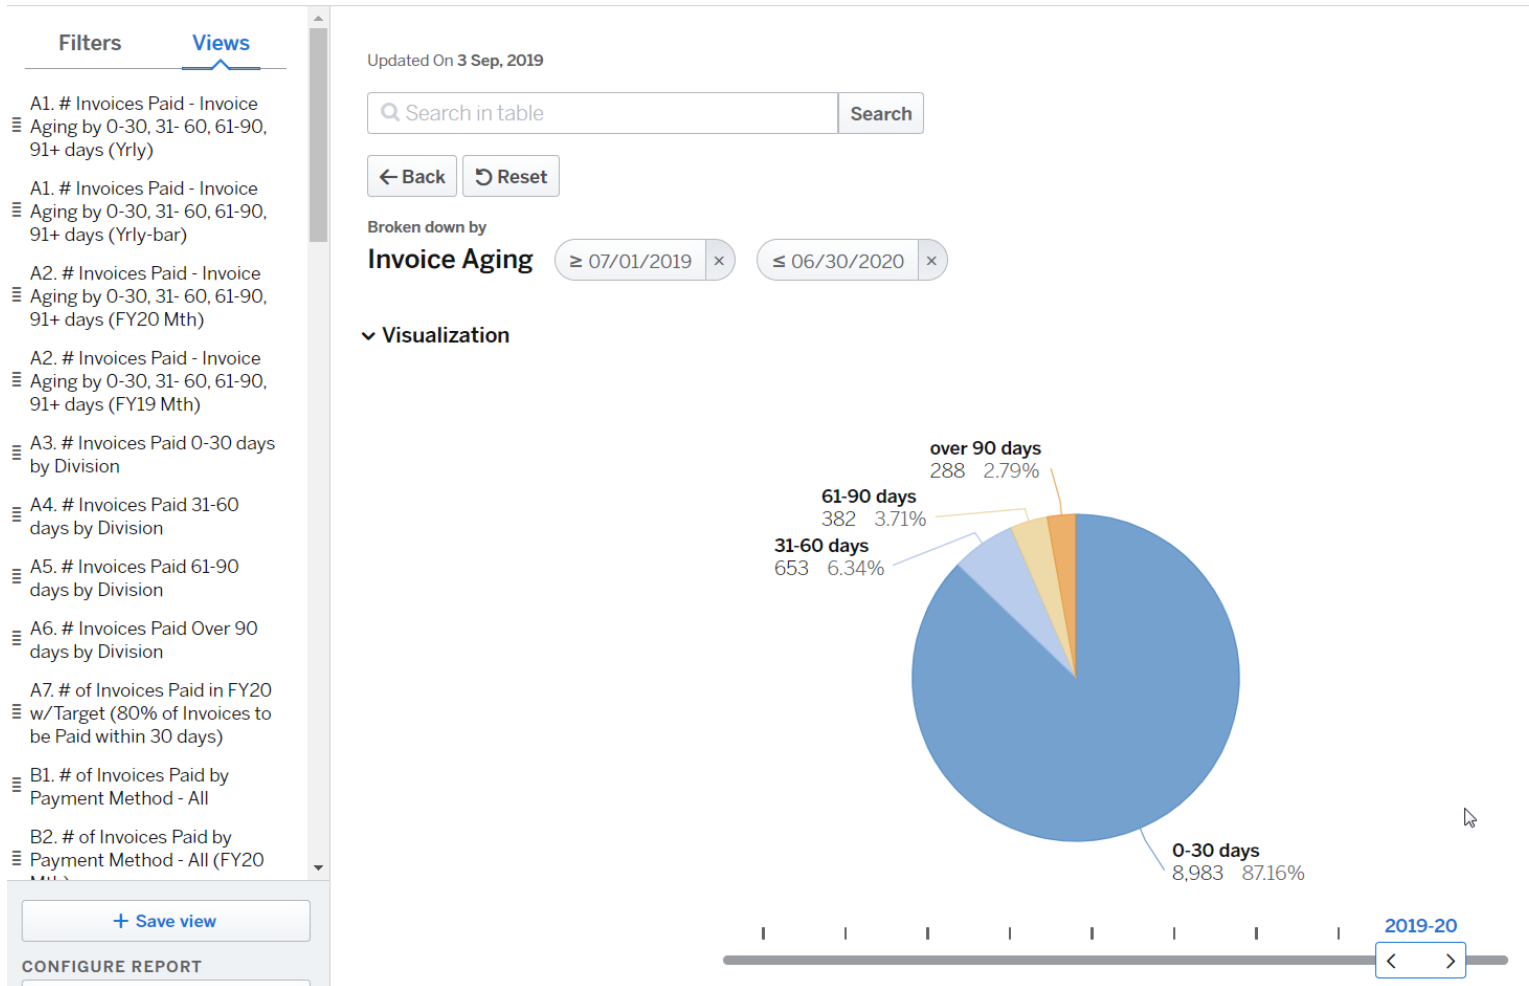 Filters Views
A1. # Invoices Paid - Invoice
Aging by 0-30, 31- 60, 61-90,
91+ days (Yrly)
A1. # Invoices Paid - Invoice
Aging by 0-30, 31- 60, 61-90,
91+ days (Yrly-bar)
A2. # Invoices Paid - Invoice
Aging by 0-30, 31- 60, 61-90,
91+ days (FY20 Mth)
A2. # Invoices Paid - Invoice
Aging by 0-30, 31- 60, 61-90,
91+ days (FY19 Mth)
A3. # Invoices Paid 0-30 days
by Division
A4. # Invoices Paid 31-60
days by Division
A5. # Invoices Paid 61-90
days by Division
A6. # Invoices Paid Over 90
days by Division
A7. # of Invoices Paid in FY20
w/Target (80% of Invoices to
be Paid within 30 days)
B1. # of Invoices Paid by
Payment Method - All
B2. # of Invoices Paid by
Payment Method - All (FY20
+ Save view
CONFIGURE REPORT
Updated On 3 Sep, 2019
Search in table
Search
← Back
Reset
Broken down by
Invoice Aging ≥ 07/01/2019 × ≤ 06/30/2020 ×
Visualization
over 90 days
288 2.79%
61-90 days
382 3.71%
31-60 days
653 6.34%
0-30 days
8,983 87.16%
2019-20